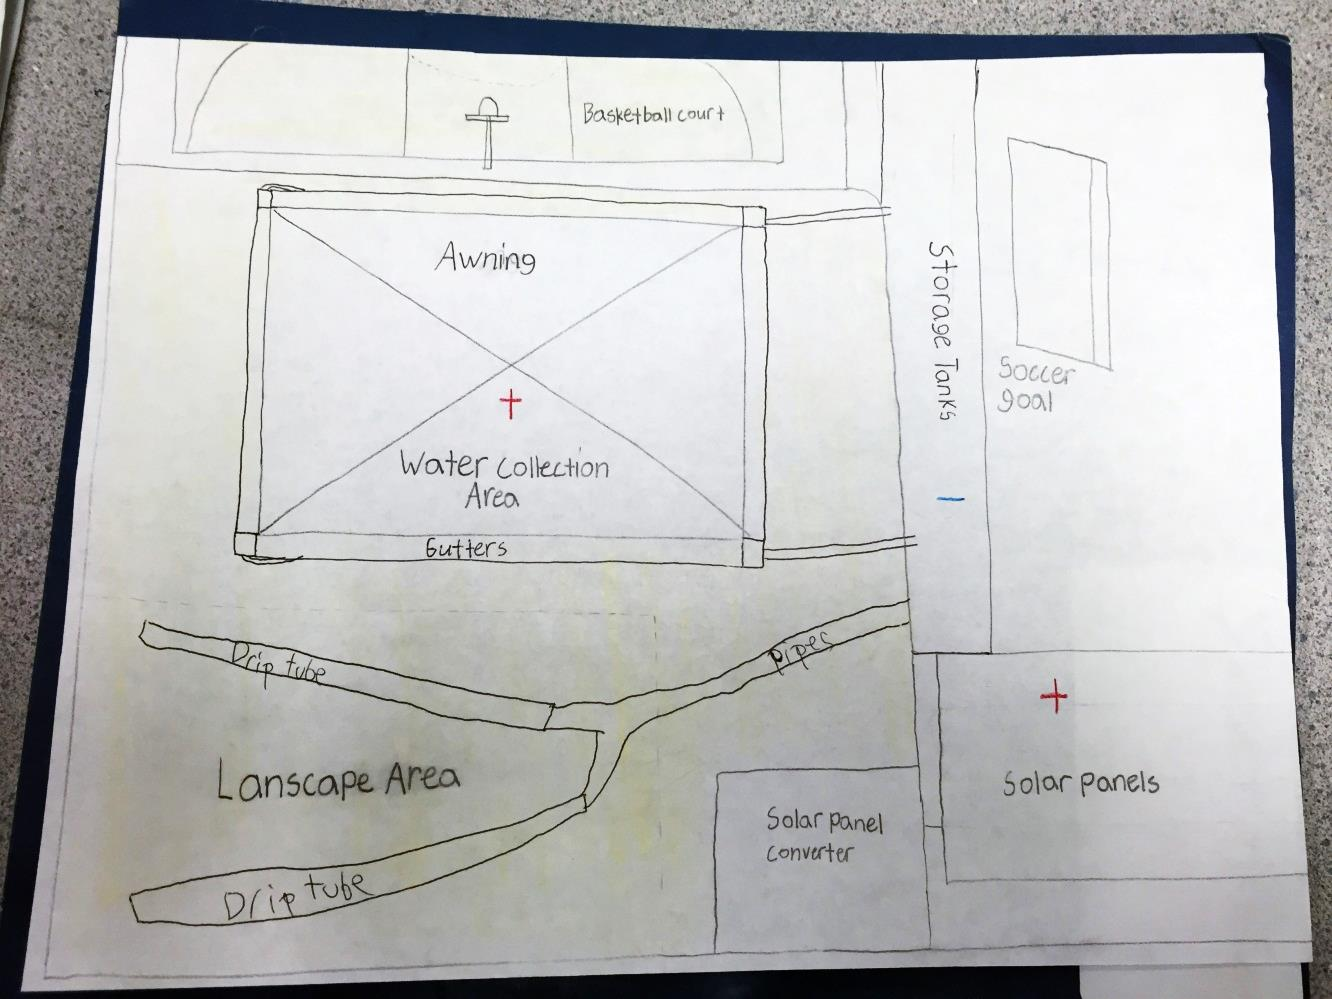 Basketball court
Awning
Water Collection
Area
Gutters
Storage Tanks
Soccer
goal
Drip tube
Pipes
Lanscape Area
Drip tube
Solar panel
converter
Solar panels